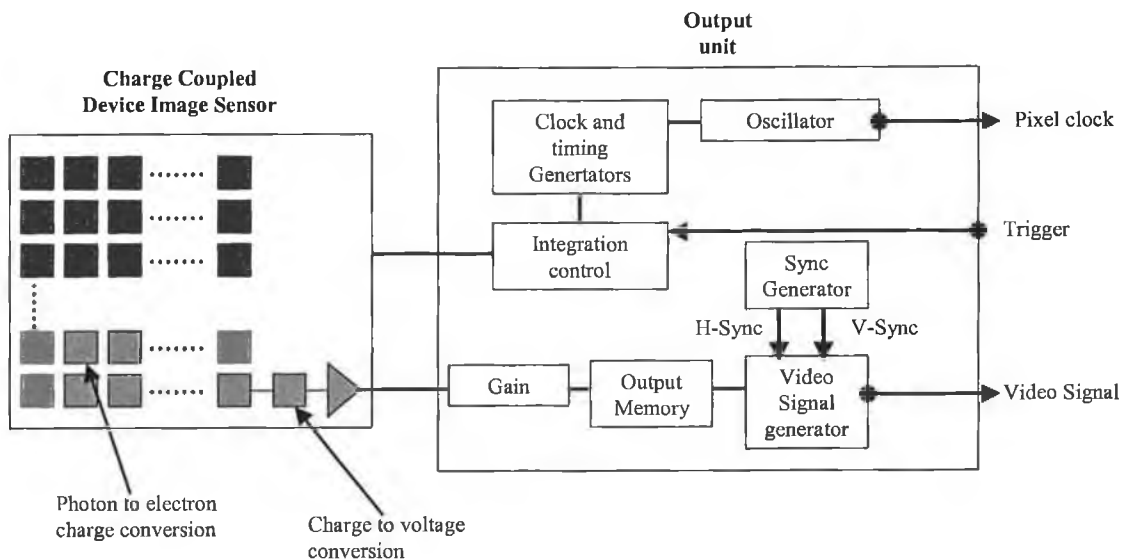 Output
unit
Charge Coupled
Device Image Sensor
Clock and
timing
Genertators
Oscillator
Pixel clock
Integration
control
Trigger
Sync
Generator
H-Sync
V-Sync
Gain
Output
Memory
Video
Signal
generator
Video Signal
Photon to electron
charge conversion
Charge to voltage
conversion